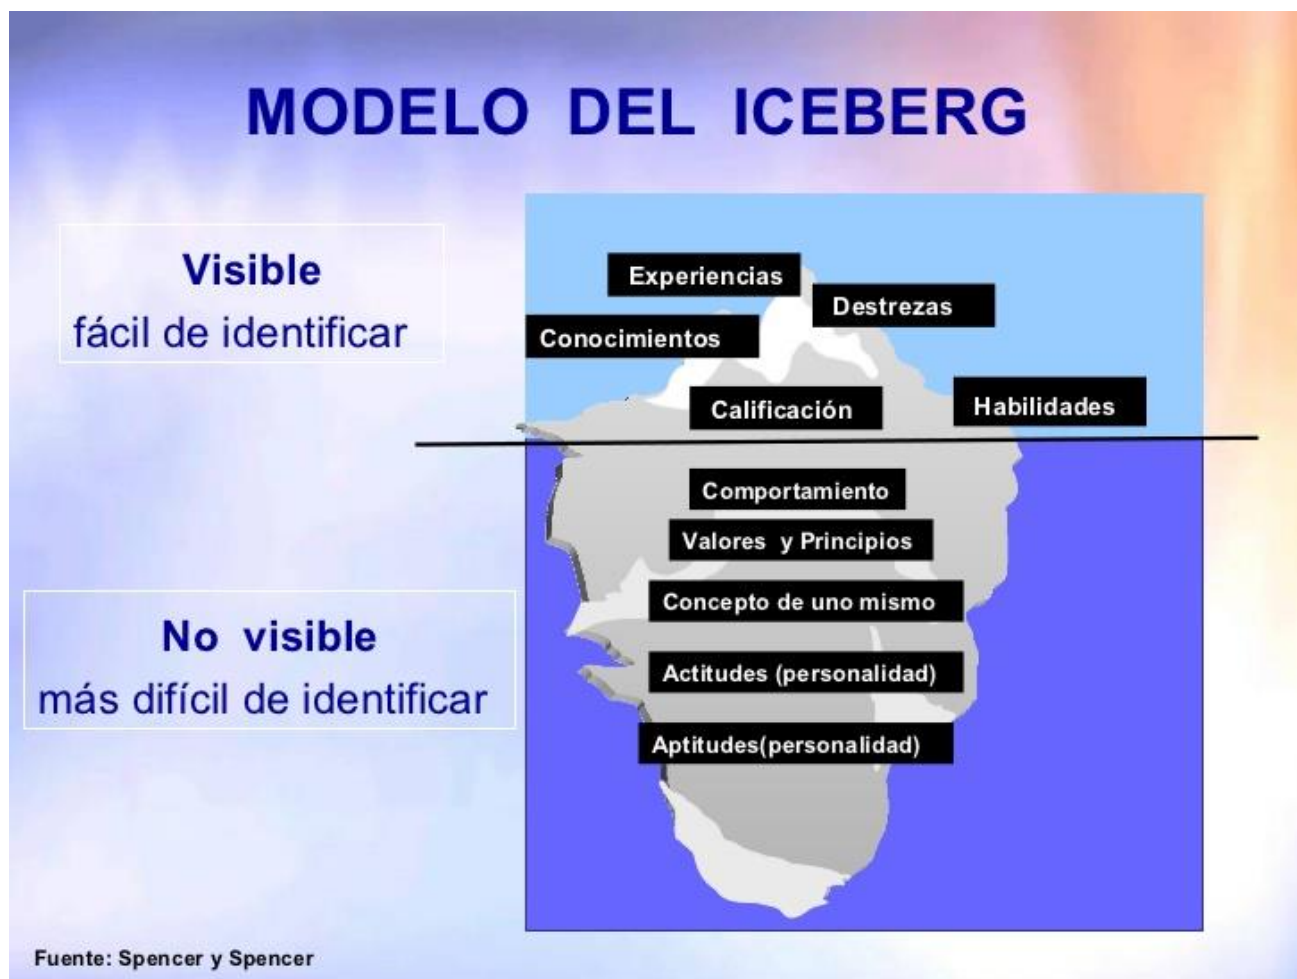 MODELO DEL ICEBERG
Visible
fácil de identificar
Experiencias
Destrezas
Conocimientos
Calificación
Habilidades
Comportamiento
Valores y Principios
Concepto de uno mismo
No visible
más difícil de identificar
Actitudes (personalidad)
Aptitudes(personalidad)
Fuente: Spencer y Spencer